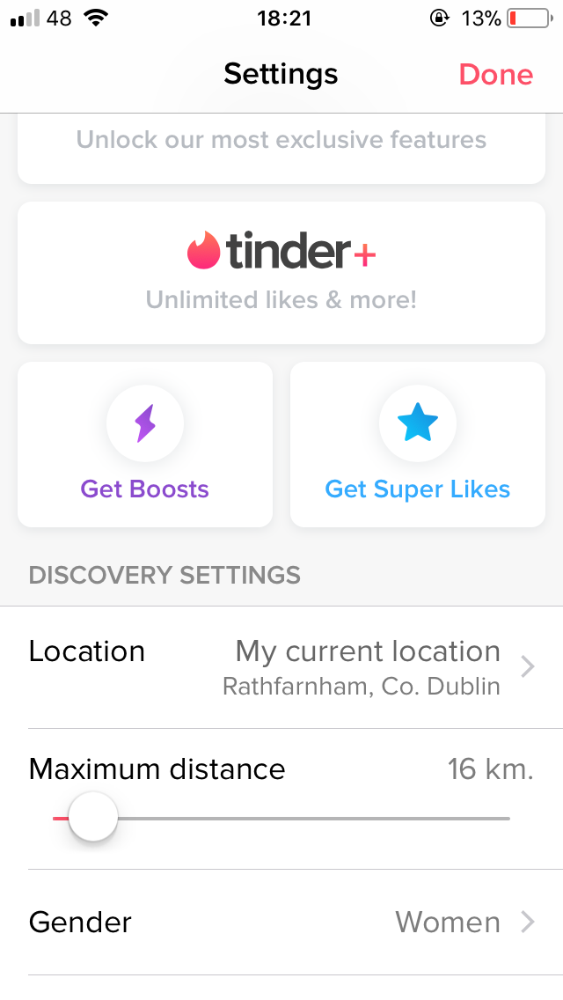 48 18:21 13%
Settings Done
Unlock our most exclusive features
tinder+
Unlimited likes & more!
Get Boosts Get Super Likes
DISCOVERY SETTINGS
Location My current location
Rathfarnham, Co. Dublin
Maximum distance 16 km.
Gender Women